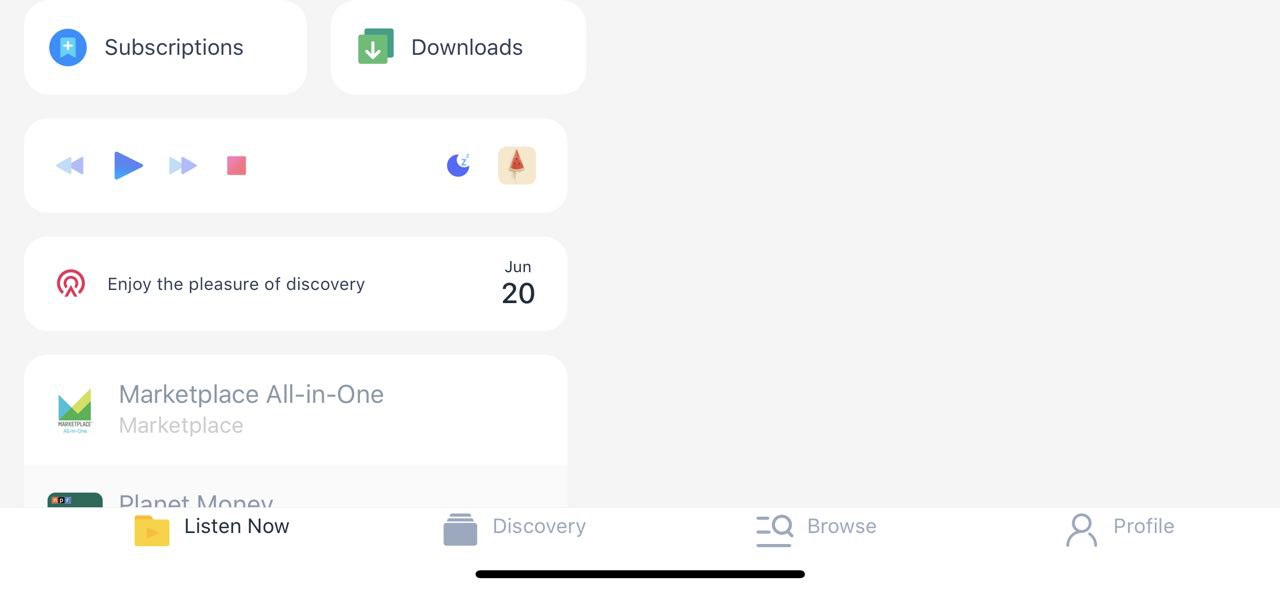 Subscriptions
Downloads
Enjoy the pleasure of discovery
Jun
20
Marketplace All-in-One
Marketplace
MARKETPLACE
All-in-One
npr
Planet Money
Listen Now
Discovery
Browse
Profile